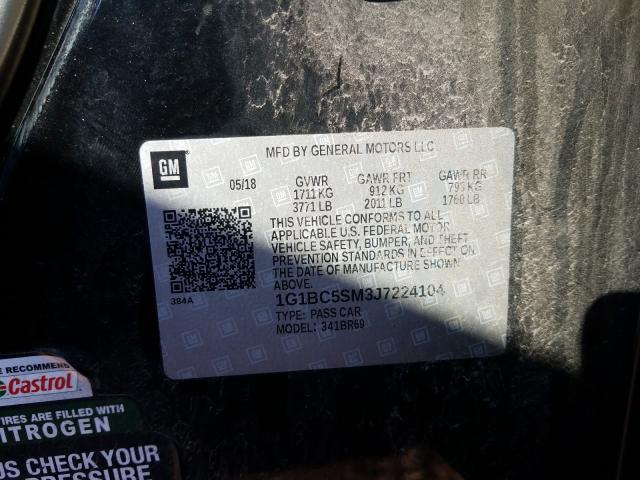 MFD BY GENERAL MOTORS LLC
GM
05/18
GVWR GAWR FRT GAWR RR
1711 KG 912 KG 799 KG
3771 LB 2011 LB 1760 LB
THIS VEHICLE CONFORMS TO ALL
APPLICABLE U.S. FEDERAL MOTOR
VEHICLE SAFETY, BUMPER, AND THEFT
PREVENTION STANDARDS IN EFFECT
ON THE DATE OF MANUFACTURE SHOWN
ABOVE.
384A
1G1BC5SM3J7224104
TYPE: PASS CAR
MODEL: 341BR69
E RECOMMEND
Castrol
IRES ARE FILLED WITH
NITROGEN
US CHECK YOUR
PRESSURE